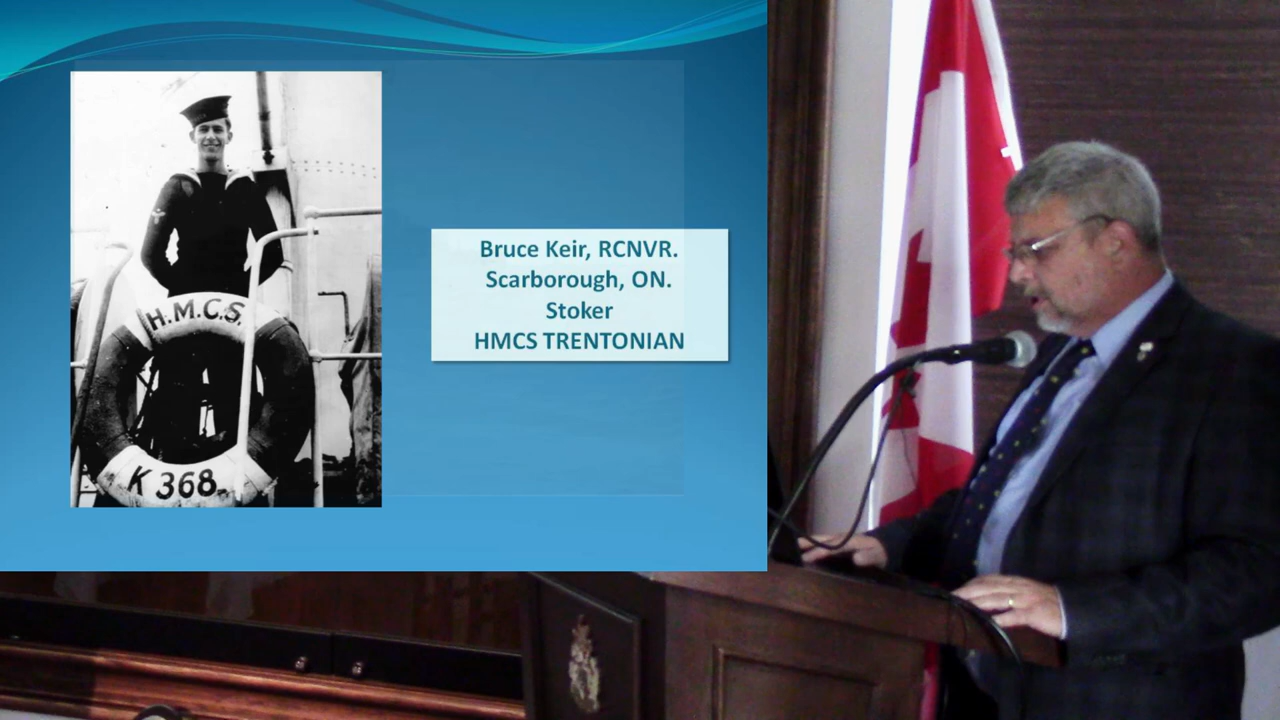 H.M.C.S.
K 368
Bruce Keir, RCNVR.
Scarborough, ON.
Stoker
HMCS TRENTONIAN